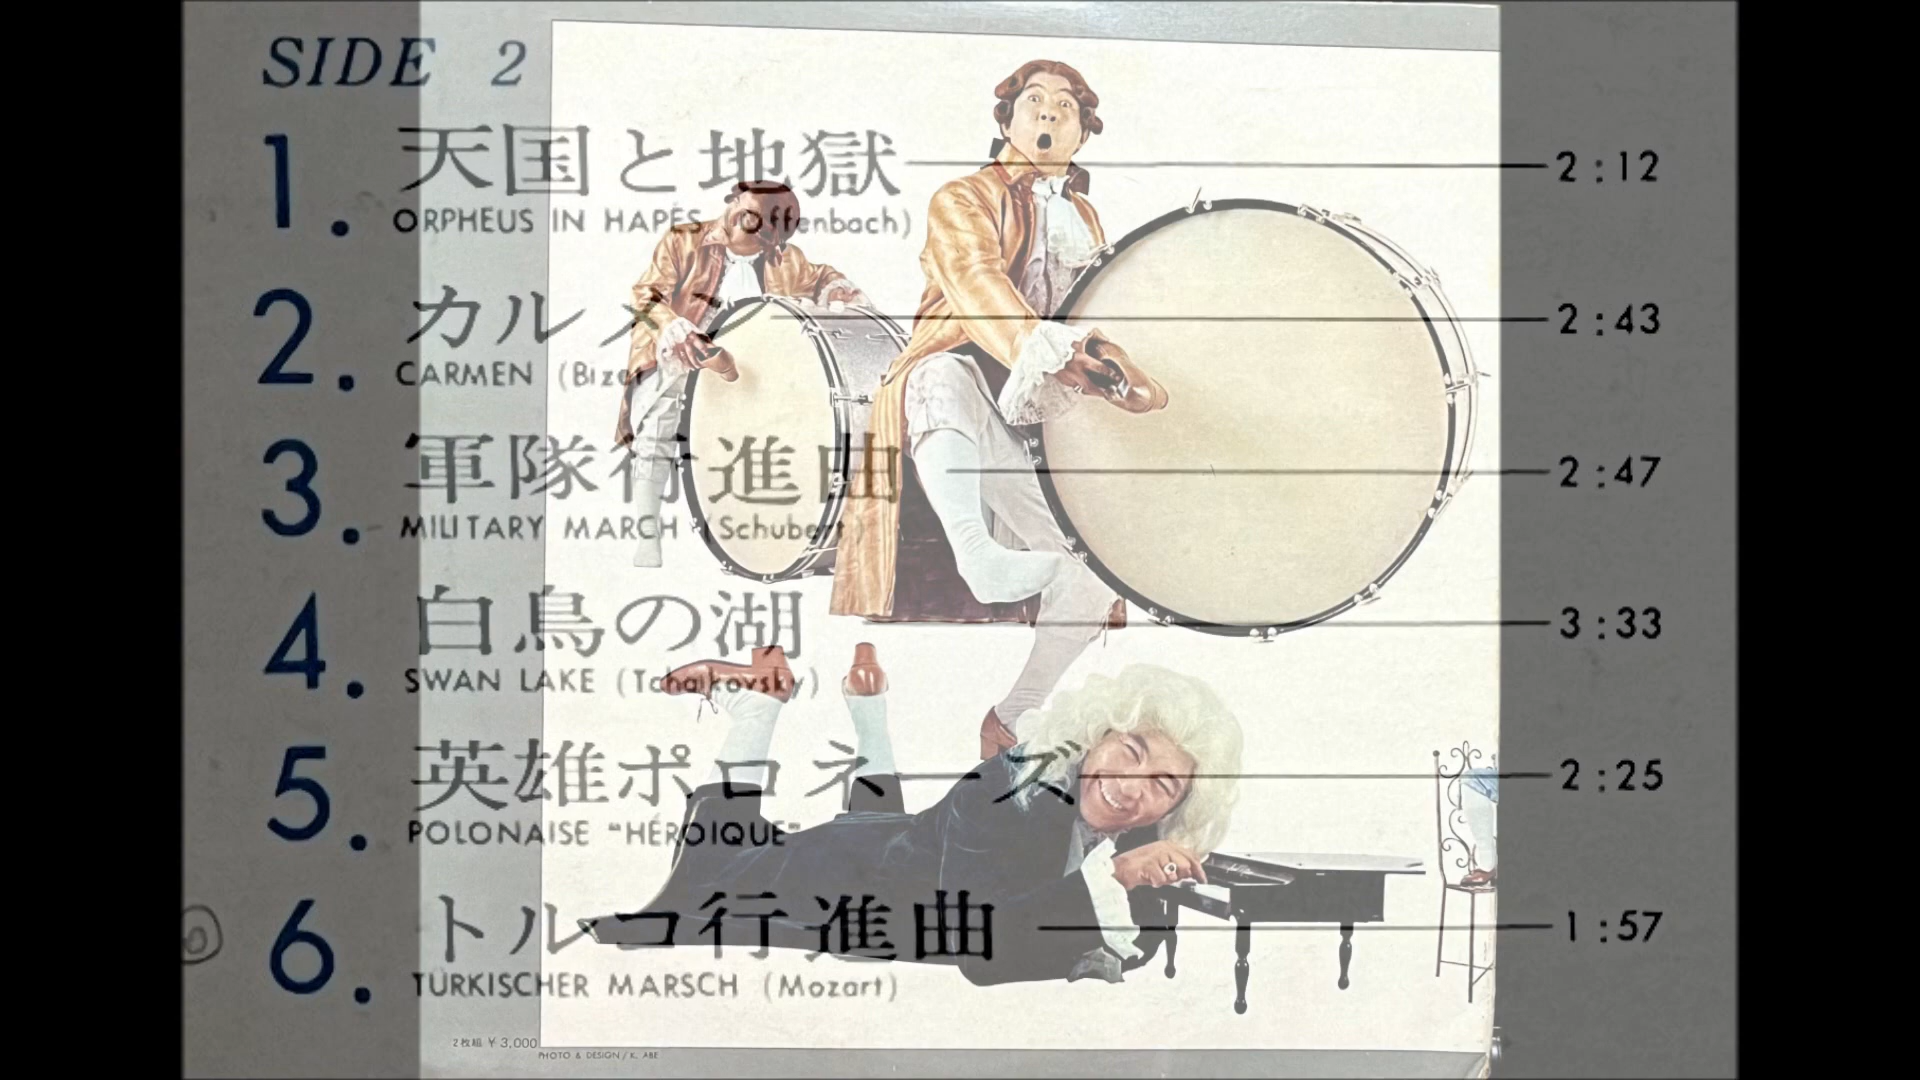 SIDE 2
1. 天国と地獄 2:12
ORPHEUS IN HAPES (Offenbach)
2. カルメン 2:43
CARMEN (Bizet)
3. 軍隊行進曲 2:47
MILITARY MARCH (Schubert)
4. 白鳥の湖 3:33
SWAN LAKE (Tchaikovsky)
5. 英雄ポロネーズ 2:25
POLONAISE "HÉROIQUE"
6. トルコ行進曲 1:57
TÜRKISCHER MARSCH (Mozart)
2枚組 ¥3,000
PHOTO & DESIGN / K. ABE